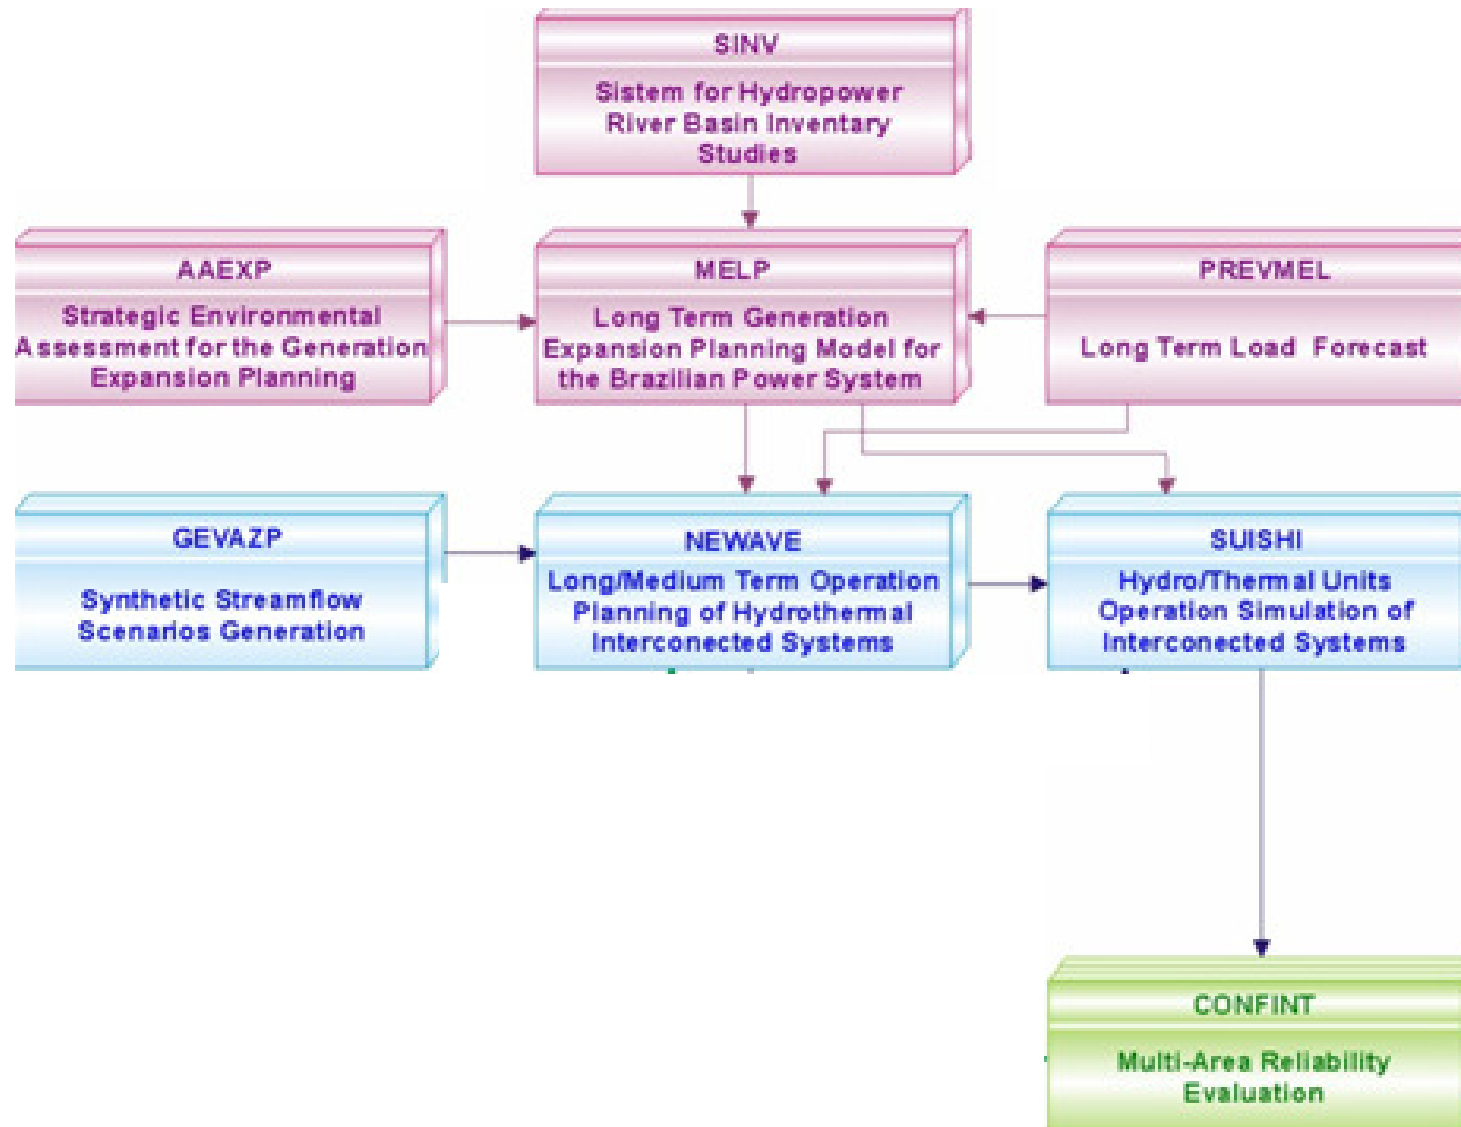 SINV
Sistem for Hydropower
River Basin Inventary
Studies
AAEXP
Strategic Environmental
Assessment for the Generation
Expansion Planning
MELP
Long Term Generation
Expansion Planning Model for
the Brazilian Power System
PREVMEL
Long Term Load Forecast
GEVAZP
Synthetic Streamflow
Scenarios Generation
NEWAVE
Long/Medium Term Operation
Planning of Hydrothermal
Interconected Systems
SUISHI
Hydro/Thermal Units
Operation Simulation of
Interconected Systems
CONFINT
Multi-Area Reliability
Evaluation